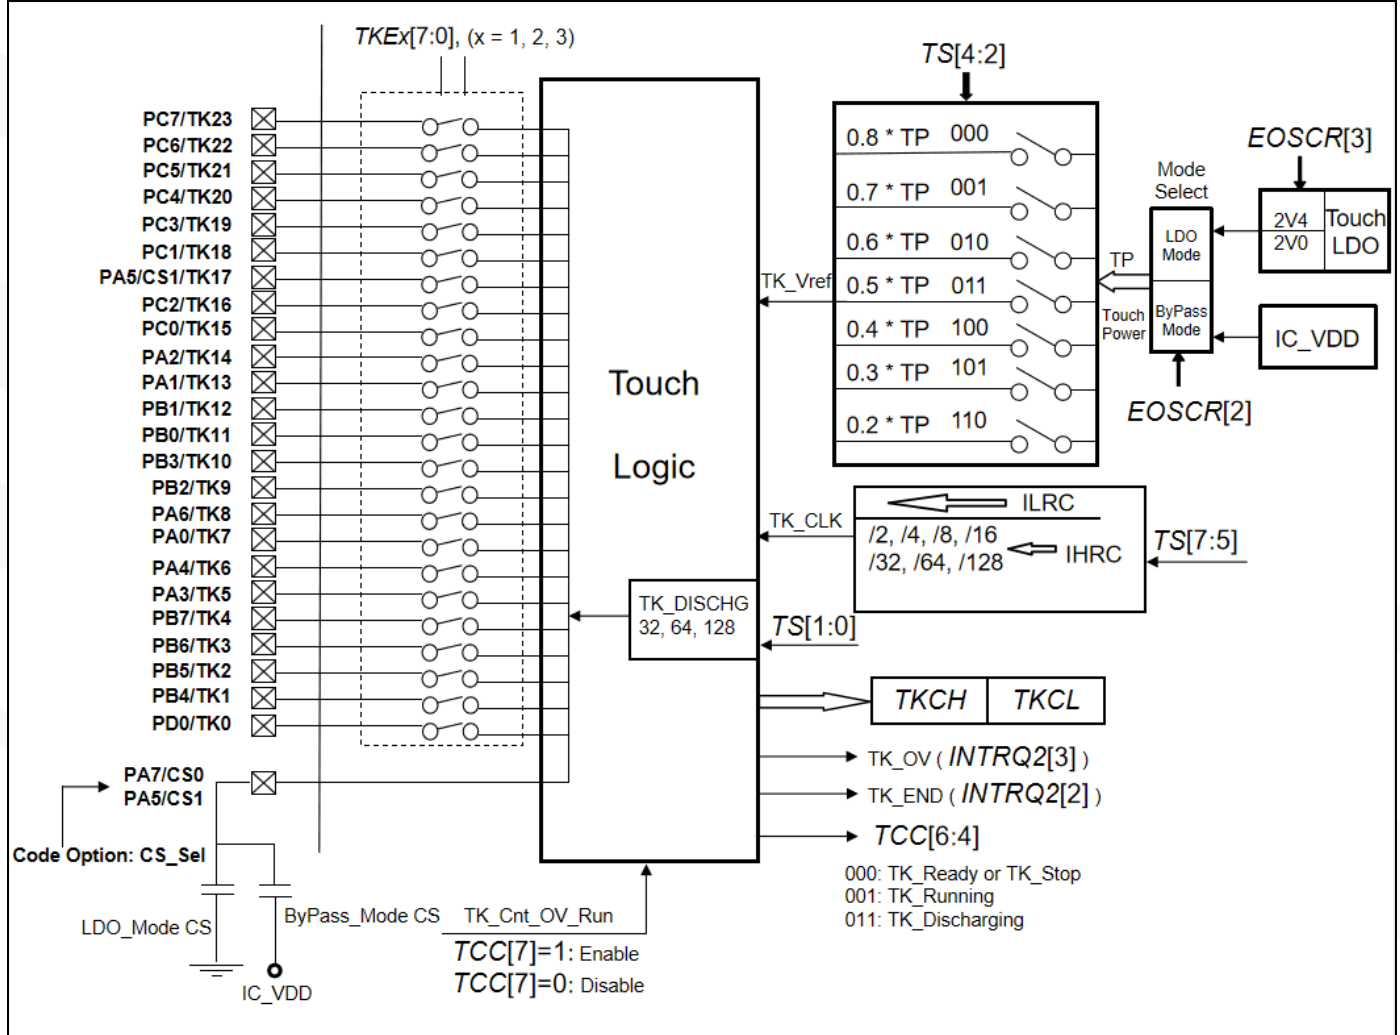 TKEx[7:0], (x = 1, 2, 3)
PC7/TK23
PC6/TK22
PC5/TK21
PC4/TK20
PC3/TK19
PC1/TK18
PA5/CS1/TK17
PC2/TK16
PC0/TK15
PA2/TK14
PA1/TK13
PB1/TK12
PB0/TK11
PB3/TK10
PB2/TK9
PA6/TK8
PA0/TK7
PA4/TK6
PA3/TK5
PB7/TK4
PB6/TK3
PB5/TK2
PB4/TK1
PD0/TK0
PA7/CS0
PA5/CS1
Code Option: CS_Sel
LDO_Mode CS
ByPass_Mode CS
IC_VDD
TK_Cnt_OV_Run
TCC[7]=1: Enable
TCC[7]=0: Disable
Touch
Logic
TK_DISCHG
32, 64, 128
TK_Vref
TS[4:2]
0.8 * TP 000
0.7 * TP 001
0.6 * TP 010
0.5 * TP 011
0.4 * TP 100
0.3 * TP 101
0.2 * TP 110
TP
Touch
Power
Mode
Select
LDO
Mode
ByPass
Mode
EOSCR[2]
EOSCR[3]
2V4
2V0
Touch
LDO
IC_VDD
TK_CLK
ILRC
/2, /4, /8, /16
/32, /64, /128
IHRC
TS[7:5]
TS[1:0]
TKCH TKCL
TK_OV ( INTRQ2[3] )
TK_END ( INTRQ2[2] )
TCC[6:4]
000: TK_Ready or TK_Stop
001: TK_Running
011: TK_Discharging